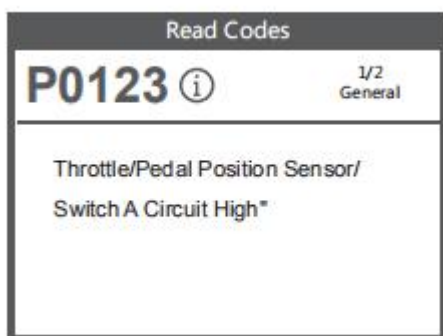 Read Codes
P0123 i 1/2
General
Throttle/Pedal Position Sensor/
Switch A Circuit High"